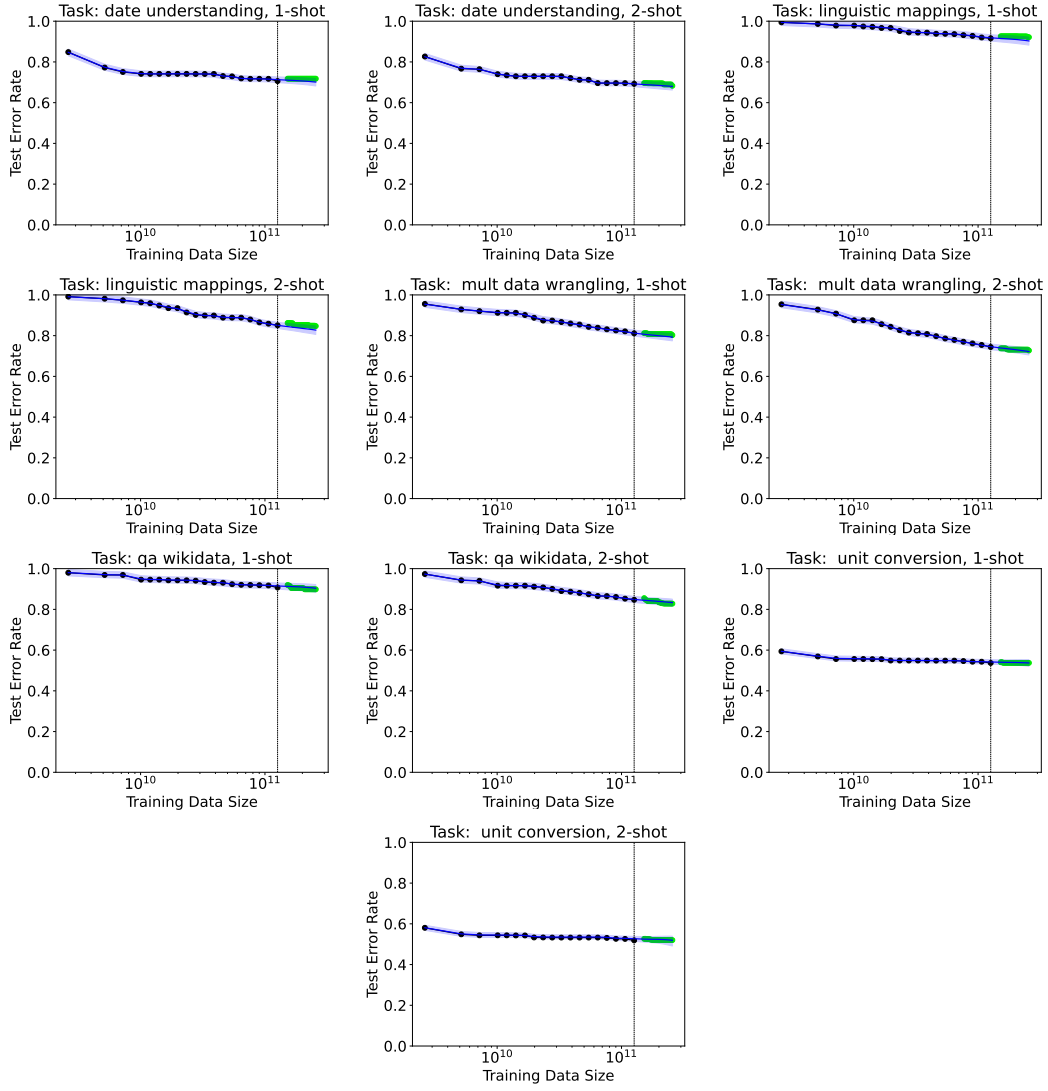 Task: date understanding, 1-shot
Test Error Rate
1.0
0.8
0.6
0.4
0.2
0.0
10^10
10^11
Training Data Size
Task: date understanding, 2-shot
Test Error Rate
1.0
0.8
0.6
0.4
0.2
0.0
10^10
10^11
Training Data Size
Task: linguistic mappings, 1-shot
Test Error Rate
1.0
0.8
0.6
0.4
0.2
0.0
10^10
10^11
Training Data Size
Task: linguistic mappings, 2-shot
Test Error Rate
1.0
0.8
0.6
0.4
0.2
0.0
10^10
10^11
Training Data Size
Task:  mult data wrangling, 1-shot
Test Error Rate
1.0
0.8
0.6
0.4
0.2
0.0
10^10
10^11
Training Data Size
Task:  mult data wrangling, 2-shot
Test Error Rate
1.0
0.8
0.6
0.4
0.2
0.0
10^10
10^11
Training Data Size
Task: qa wikidata, 1-shot
Test Error Rate
1.0
0.8
0.6
0.4
0.2
0.0
10^10
10^11
Training Data Size
Task: qa wikidata, 2-shot
Test Error Rate
1.0
0.8
0.6
0.4
0.2
0.0
10^10
10^11
Training Data Size
Task:  unit conversion, 1-shot
Test Error Rate
1.0
0.8
0.6
0.4
0.2
0.0
10^10
10^11
Training Data Size
Task:  unit conversion, 2-shot
Test Error Rate
1.0
0.8
0.6
0.4
0.2
0.0
10^10
10^11
Training Data Size